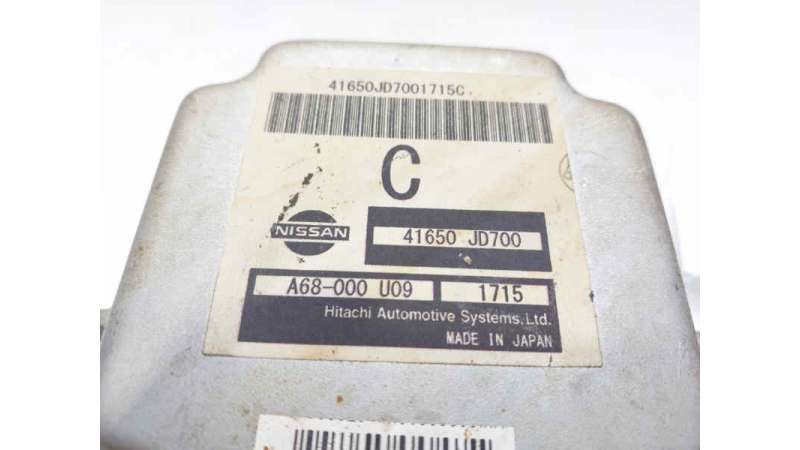 41650JD7001715C
C
NISSAN
41650 JD700
A68-000 U09
1715
Hitachi Automotive Systems,Ltd.
MADE IN JAPAN